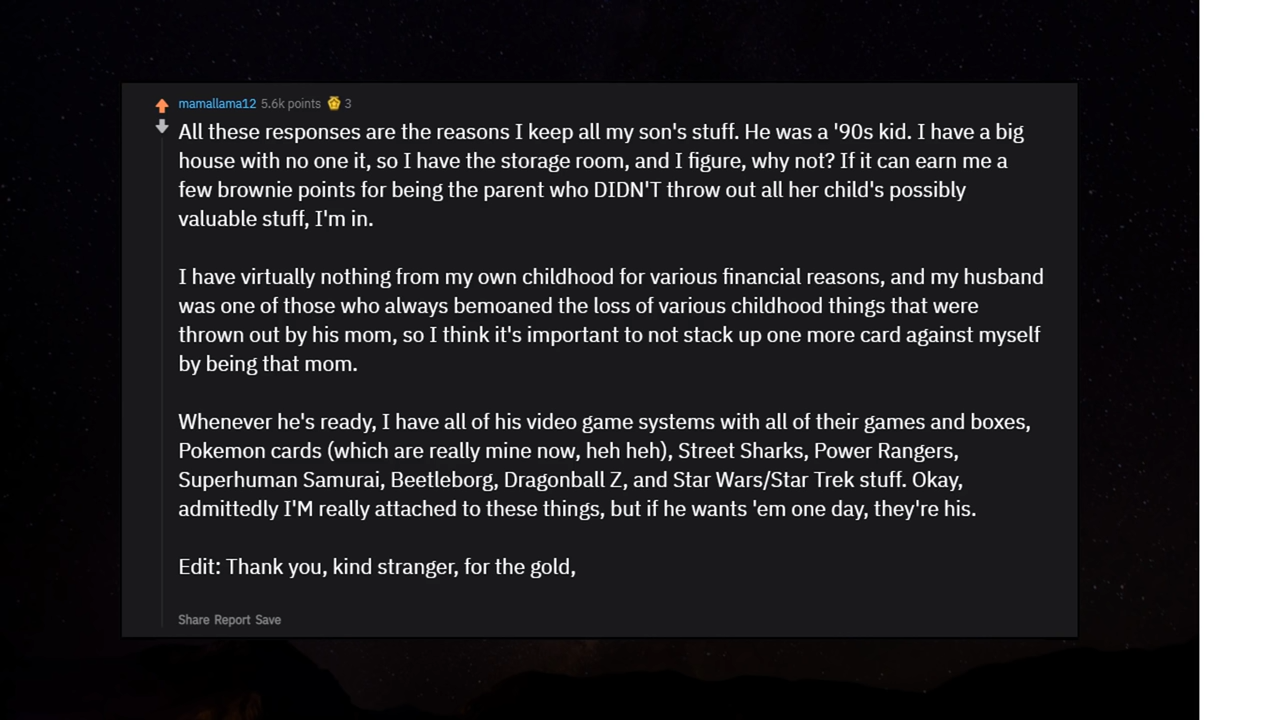 mamallama12 5.6k points 3
All these responses are the reasons I keep all my son's stuff. He was a '90s kid. I have a big
house with no one it, so I have the storage room, and I figure, why not? If it can earn me a
few brownie points for being the parent who DIDN'T throw out all her child's possibly
valuable stuff, I'm in.
I have virtually nothing from my own childhood for various financial reasons, and my husband
was one of those who always bemoaned the loss of various childhood things that were
thrown out by his mom, so I think it's important to not stack up one more card against myself
by being that mom.
Whenever he's ready, I have all of his video game systems with all of their games and boxes,
Pokemon cards (which are really mine now, heh heh), Street Sharks, Power Rangers,
Superhuman Samurai, Beetleborg, Dragonball Z, and Star Wars/Star Trek stuff. Okay,
admittedly I'M really attached to these things, but if he wants 'em one day, they're his.
Edit: Thank you, kind stranger, for the gold,
Share Report Save